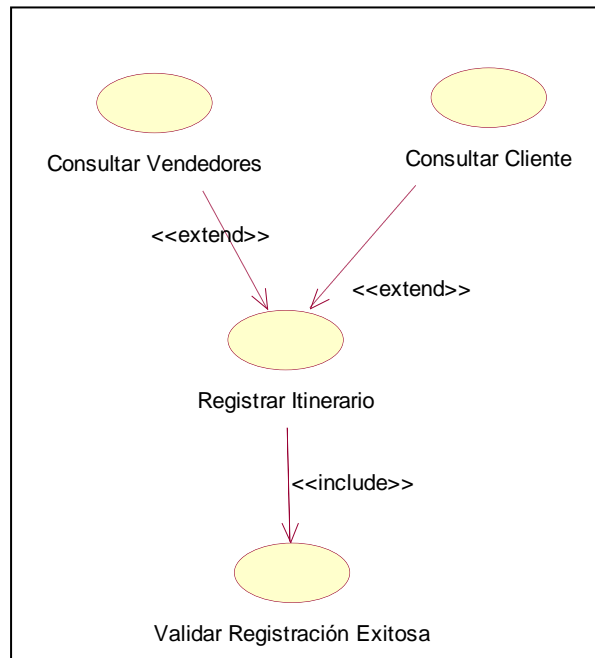 Consultar Vendedores
Consultar Cliente
<<extend>>
<<extend>>
Registrar Itinerario
<<include>>
Validar Registración Exitosa